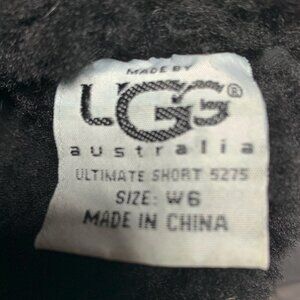 MADE BY
UGG®
australia
ULTIMATE SHORT 5275
SIZE: W6
MADE IN CHINA